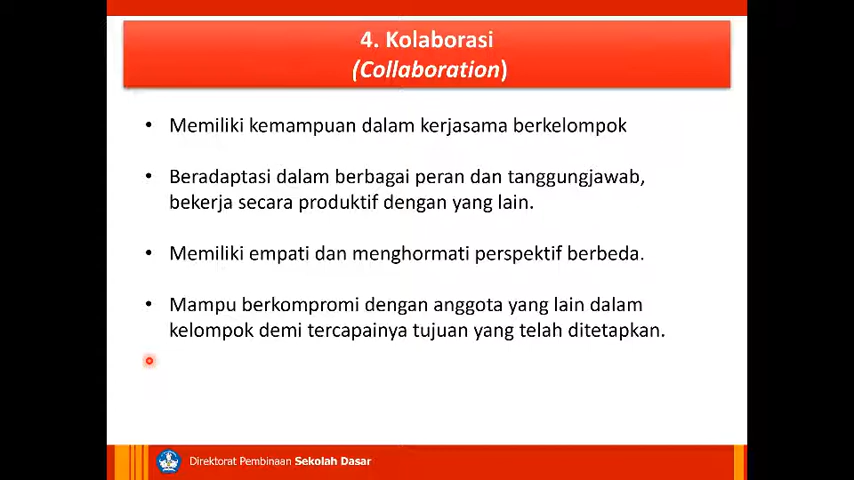 4. Kolaborasi
(Collaboration)
• Memiliki kemampuan dalam kerjasama berkelompok
• Beradaptasi dalam berbagai peran dan tanggungjawab,
bekerja secara produktif dengan yang lain.
• Memiliki empati dan menghormati perspektif berbeda.
• Mampu berkompromi dengan anggota yang lain dalam
kelompok demi tercapainya tujuan yang telah ditetapkan.
Direktorat Pembinaan Sekolah Dasar